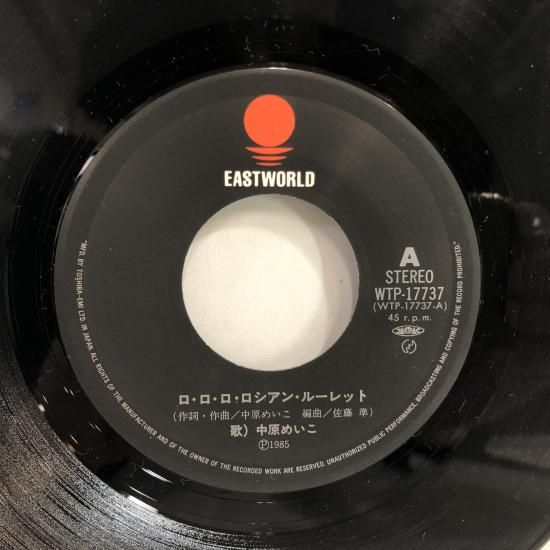 EASTWORLD
A
STEREO
WTP-17737
(WTP-17737-A)
45 r.p.m.
ロ・ロ・ロ・ロシアン・ルーレット
(作詞・作曲/中原めいこ 編曲/佐藤 準)
歌) 中原めいこ
Ⓟ1985
"MF'D. BY TOSHIBA-EMI LTD. IN JAPAN. ALL RIGHTS OF THE MANUFACTURER AND OF THE OWNER OF THE RECORDED WORK ARE RESERVED. UNAUTHORIZED PUBLIC PERFORMANCE, BROADCASTING AND COPYING OF THE RECORD PROHIBITED."